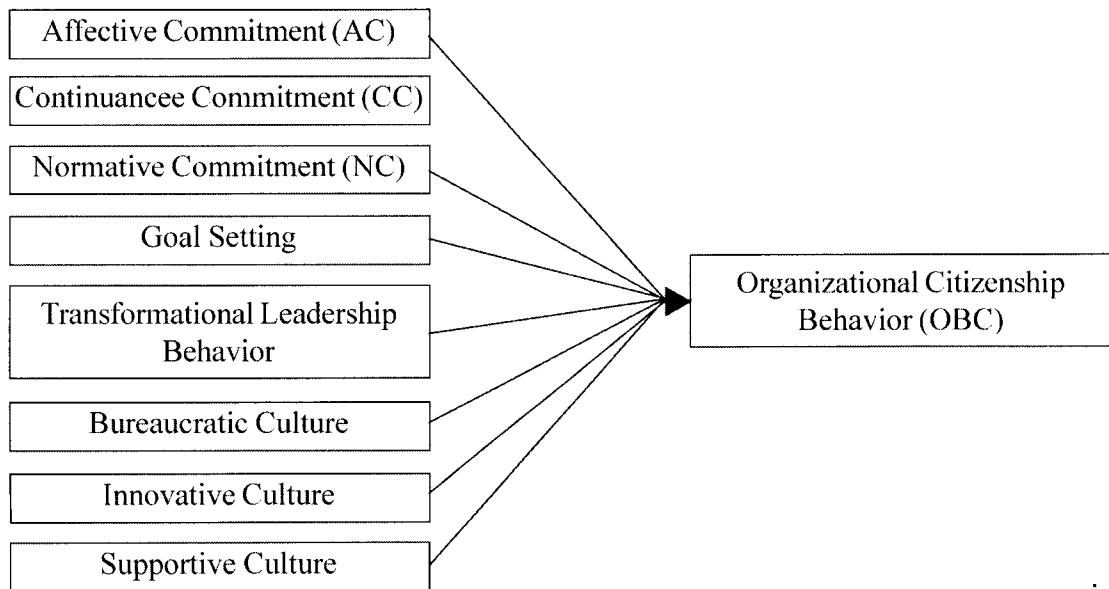 Affective Commitment (AC)
Continuancee Commitment (CC)
Normative Commitment (NC)
Goal Setting
Transformational Leadership
Behavior
Bureaucratic Culture
Innovative Culture
Supportive Culture
Organizational Citizenship
Behavior (OBC)